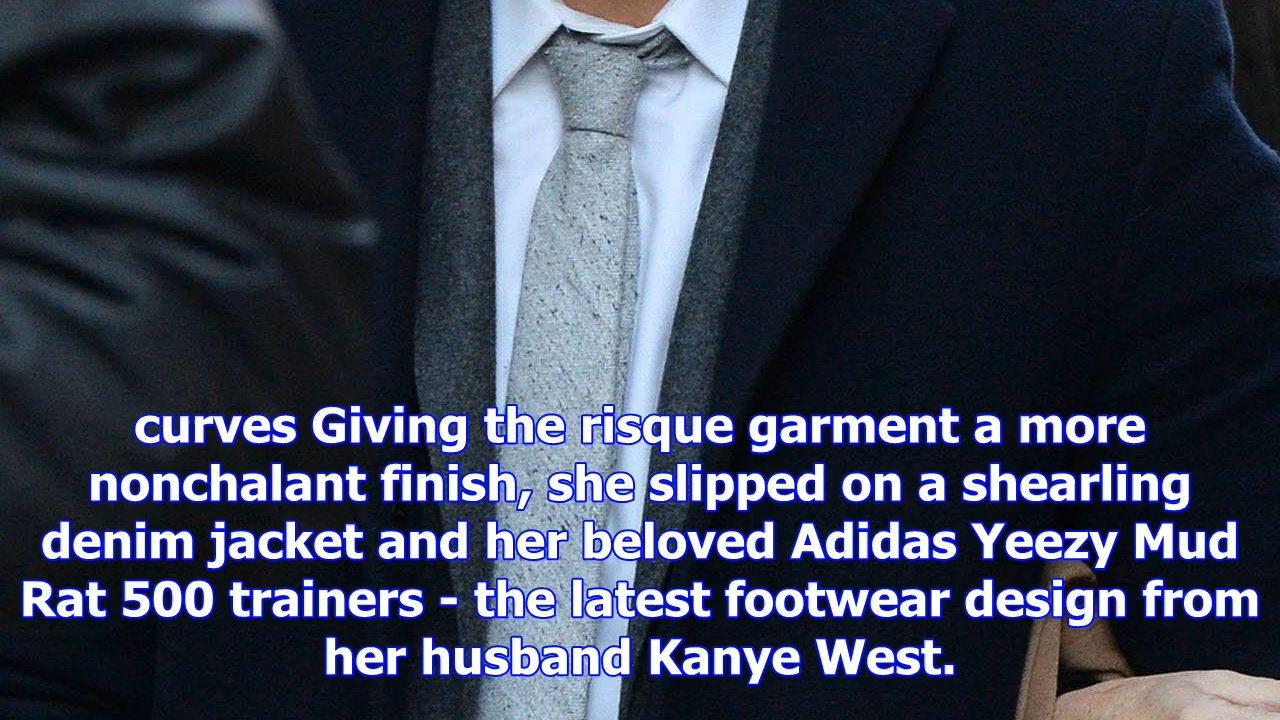 curves Giving the risque garment a more
nonchalant finish, she slipped on a shearling
denim jacket and her beloved Adidas Yeezy Mud
Rat 500 trainers - the latest footwear design from
her husband Kanye West.